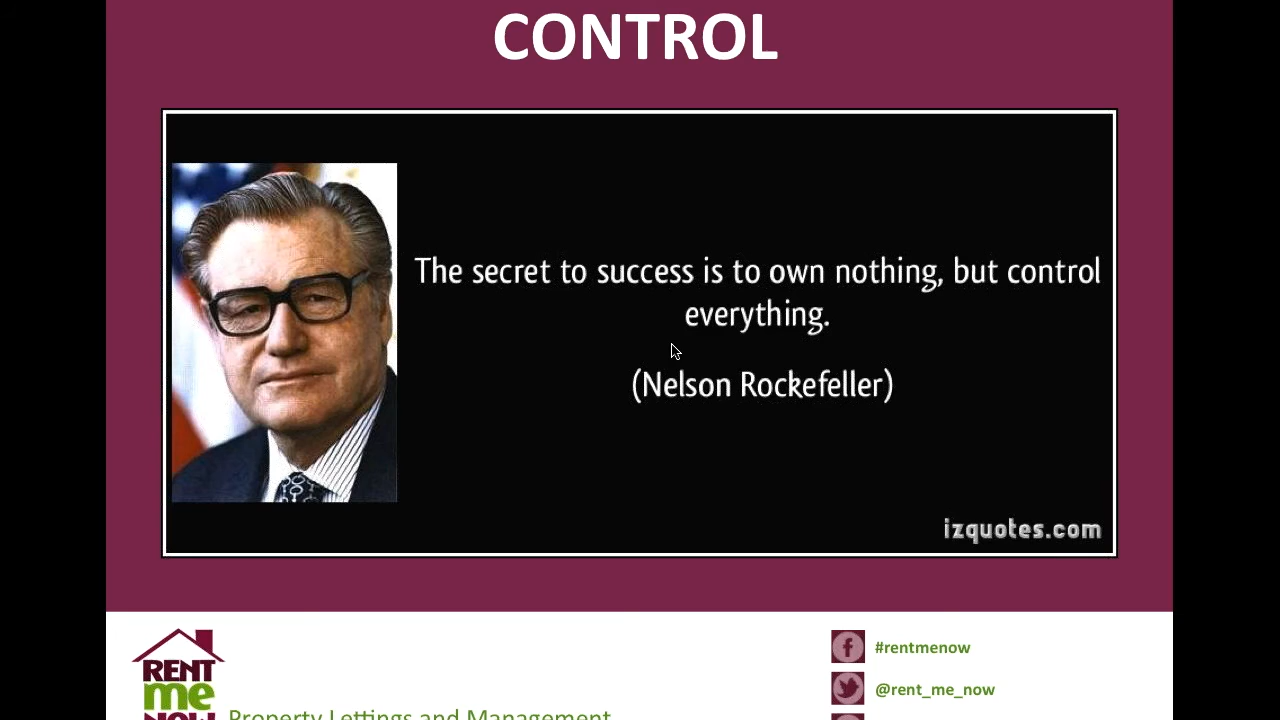 CONTROL
The secret to success is to own nothing, but control
everything.
(Nelson Rockefeller)
izquotes.com
RENT
me
NOW
Property Lettings and Management
#rentmenow
@rent_me_now